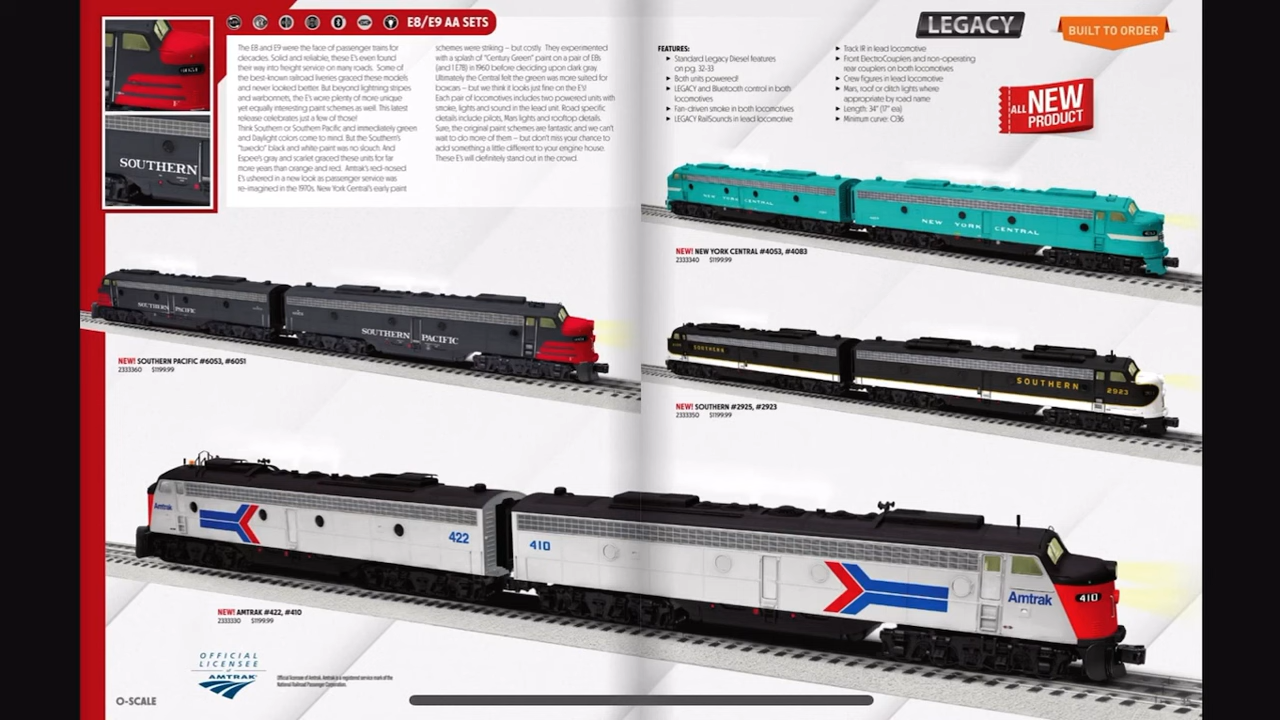 E8/E9 AA SETS
The E8 and E9 were the face of passenger trains for
decades. Solid and reliable, these E's even found
their way into freight service on many roads. Some of
the best-known railroad liveries graced these models
and never looked better. But beyond lightning stripes
and warbonnets, the E's wore plenty of more unique
yet equally interesting paint schemes as well. This latest
release celebrates just a few of those!
Think Southern or Southern Pacific and immediately green
and Daylight colors come to mind. But the Southern's
"tuxedo" black and white paint was no slouch. And
Espee's gray and scarlet graced these units for far
more years than orange and red. Amtrak's red-nosed
E's ushered in a new look as passenger service was
re-imagined in the 1970s. New York Central's early paint
schemes were striking – but costly. They experimented
with a splash of "Century Green" paint on a pair of E8s
(and 1 E7B) in 1960 before deciding upon dark gray.
Ultimately the Central felt the green was more suited for
boxcars – but we think it looks just fine on the E's!
Each pair of locomotives includes two powered units with
smoke, lights and sound in the lead unit. Road specific
details include pilots, Mars lights and rooftop details.
Sure, the original paint schemes are fantastic and we can't
wait to do more of them – but don't miss your chance to
add something a little different to your engine house.
These E's will definitely stand out in the crowd.
LEGACY
BUILT TO ORDER
FEATURES:
Standard Legacy Diesel features
on pg. 32-33
Both units powered!
LEGACY and Bluetooth control in both
locomotives
Fan-driven smoke in both locomotives
LEGACY RailSounds in lead locomotive
Track IR in lead locomotive
Front ElectroCouplers and non-operating
rear couplers on both locomotives
Crew figures in lead locomotive
Mars, roof or ditch lights where
appropriate by road name
Length: 34" (17" ea)
Minimum curve: O36
ALL NEW
PRODUCT
SOUTHERN
NEW YORK CENTRAL
NEW YORK CENTRAL
NEW! NEW YORK CENTRAL #4053, #4083
2333340 $1199.99
SOUTHERN PACIFIC
SOUTHERN PACIFIC
NEW! SOUTHERN PACIFIC #6053, #6051
2333360 $1199.99
SOUTHERN
SOUTHERN
2923
NEW! SOUTHERN #2925, #2923
2333350 $1199.99
Amtrak
422
410
Amtrak
410
NEW! AMTRAK #422, #410
2333330 $1199.99
OFFICIAL
LICENSEE
of
AMTRAK
Official licensee of Amtrak. Amtrak is a registered service mark of the
National Railroad Passenger Corporation.
O-SCALE